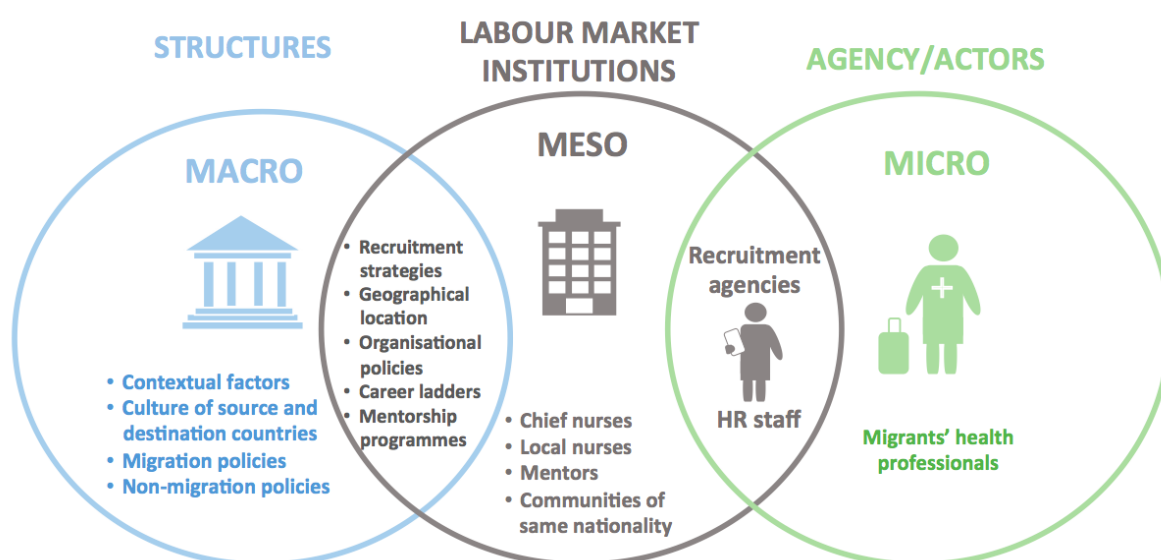 STRUCTURES
LABOUR MARKET
INSTITUTIONS
AGENCY/ACTORS
MACRO
MESO
MICRO
• Contextual factors
• Culture of source and
destination countries
• Migration policies
• Non-migration policies
• Recruitment
strategies
• Geographical
location
• Organisational
policies
• Career ladders
• Mentorship
programmes
• Chief nurses
• Local nurses
• Mentors
• Communities of
same nationality
Recruitment
agencies
HR staff
Migrants' health
professionals